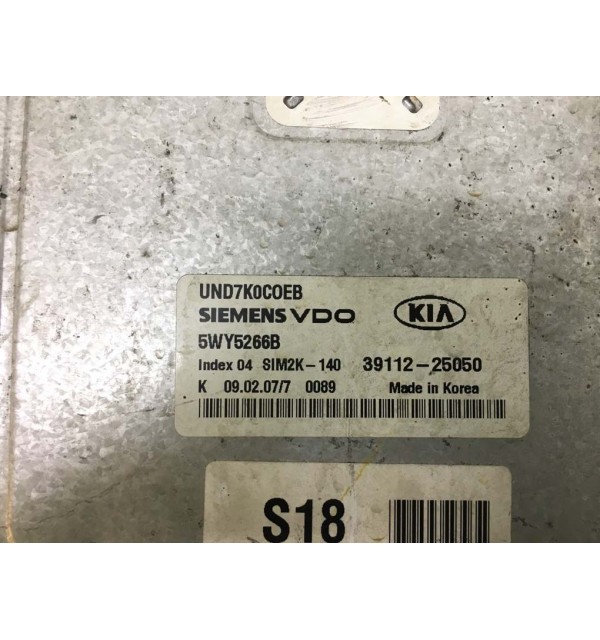 UND7K0COEB
SIEMENS VDO KIA
5WY5266B
Index 04 SIM2K-140 39112-25050
K 09.02.07/7 0089 Made in Korea
S18